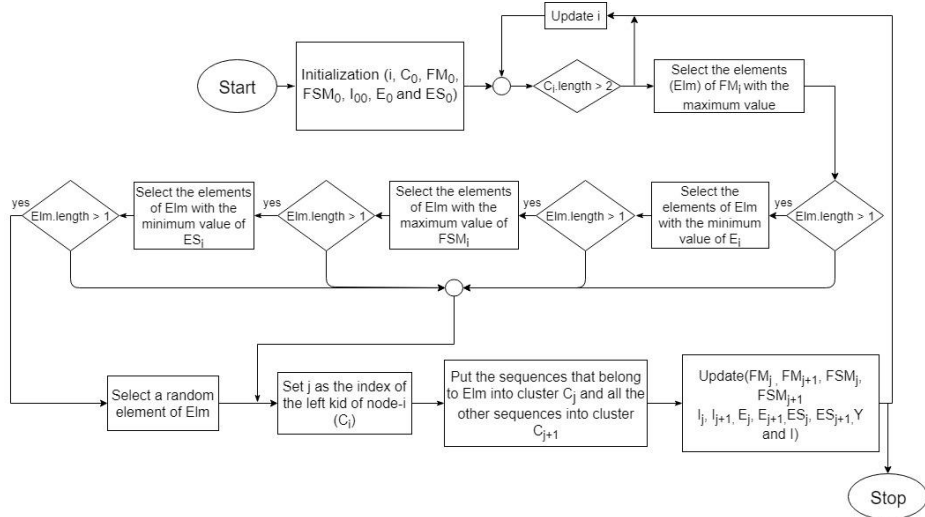 Update i
Start
Initialization (i, C₀, FM₀,
FSM₀, I₀₀, E₀ and ES₀)
Cᵢ.length > 2
Select the elements
(Elm) of FMᵢ with the
maximum value
yes
Elm.length > 1
Select the elements
of Elm with the
minimum value of
ESᵢ
yes
Elm.length > 1
Select the elements
of Elm with the
maximum value of
FSMᵢ
yes
Elm.length > 1
Select the
elements of Elm
with the minimum
value of Eᵢ
yes
Elm.length > 1
Select a random
element of Elm
Set j as the index of
the left kid of node-i
(Cᵢ)
Put the sequences that belong
to Elm into cluster Cⱼ and all the
other sequences into cluster
Cⱼ₊₁
Update(FMⱼ, FMⱼ₊₁, FSMⱼ,
FSMⱼ₊₁
Iⱼ, Iⱼ₊₁, Eⱼ, Eⱼ₊₁, ESⱼ, ESⱼ₊₁, Y
and I)
Stop